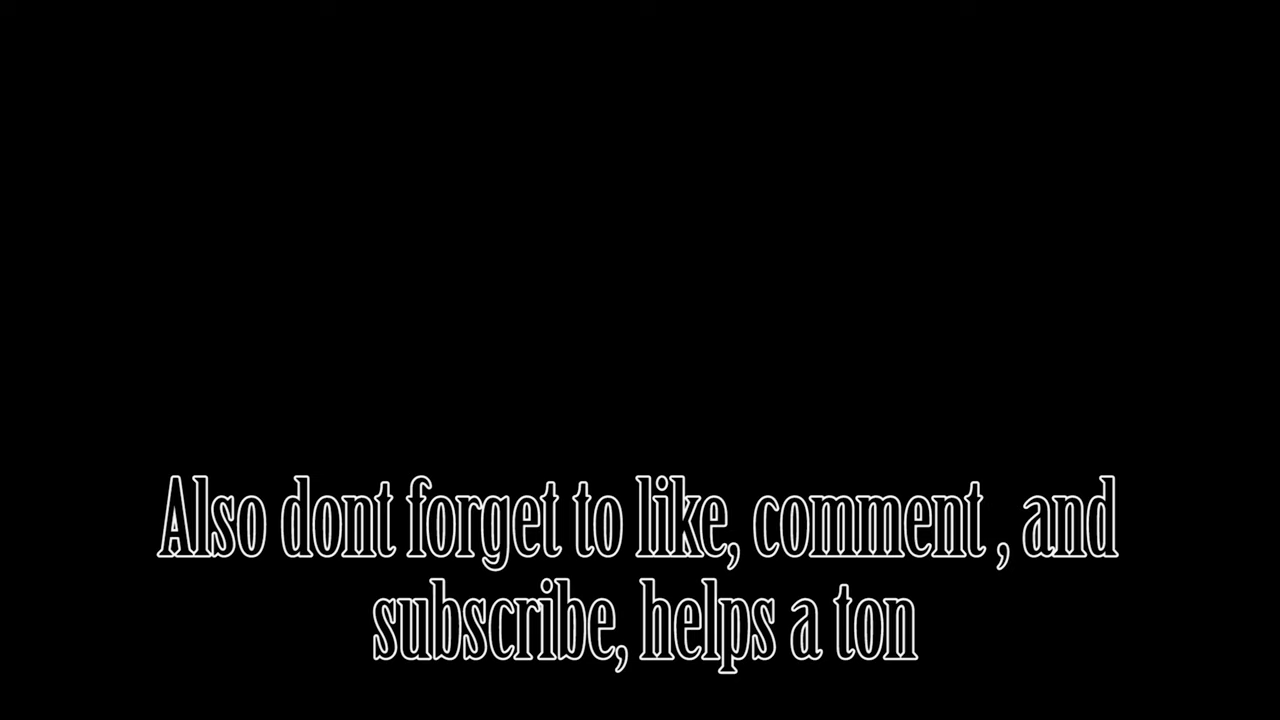 Also dont forget to like, comment , and
subscribe, helps a ton